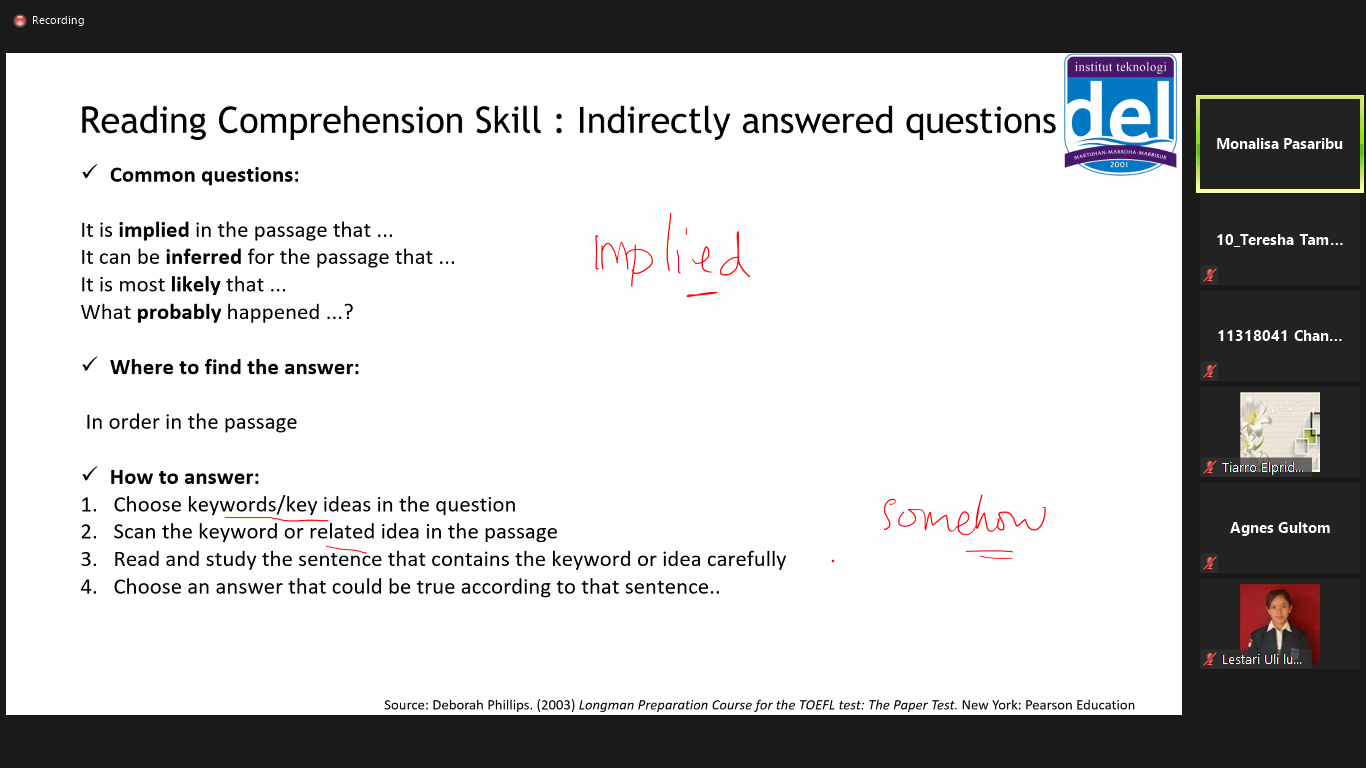 Recording
institut teknologi
del
MARTUHAN-MARROHA-MARBISUK
2001
Reading Comprehension Skill : Indirectly answered questions
✓ Common questions:
It is implied in the passage that ...
It can be inferred for the passage that ...
It is most likely that ...
What probably happened ...?
implied
✓ Where to find the answer:
In order in the passage
✓ How to answer:
1. Choose keywords/key ideas in the question
2. Scan the keyword or related idea in the passage
3. Read and study the sentence that contains the keyword or idea carefully
4. Choose an answer that could be true according to that sentence..
somehow
Source: Deborah Phillips. (2003) Longman Preparation Course for the TOEFL test: The Paper Test. New York: Pearson Education
Monalisa Pasaribu
10_Teresha Tam...
11318041 Chan...
Tiarro Elprid...
Agnes Gultom
Lestari Uli lu...